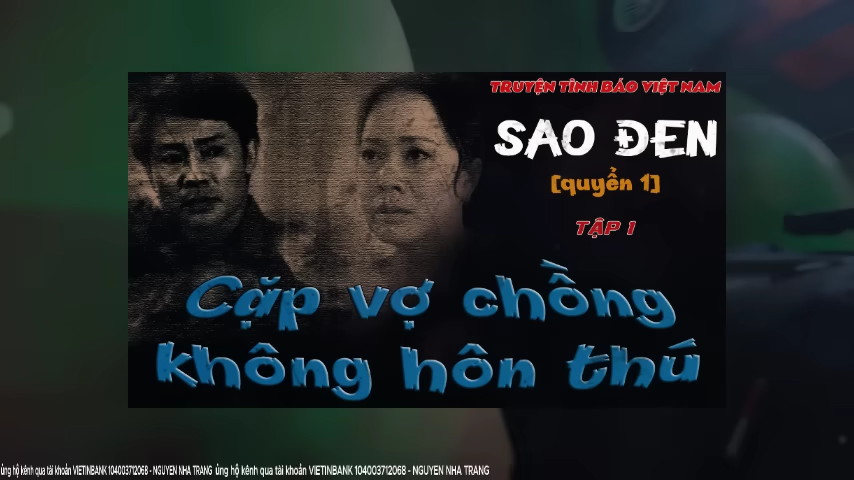 TRUYỆN TÌNH BÁO VIỆT NAM
SAO ĐEN
[quyển 1]
TẬP 1
Cặp vợ chồng
không hôn thú
ủng hộ kênh qua tài khoản VIETINBANK 104003712068 - NGUYEN NHA TRANG ủng hộ kênh qua tài khoản VIETINBANK 104003712068 - NGUYEN NHA TRANG